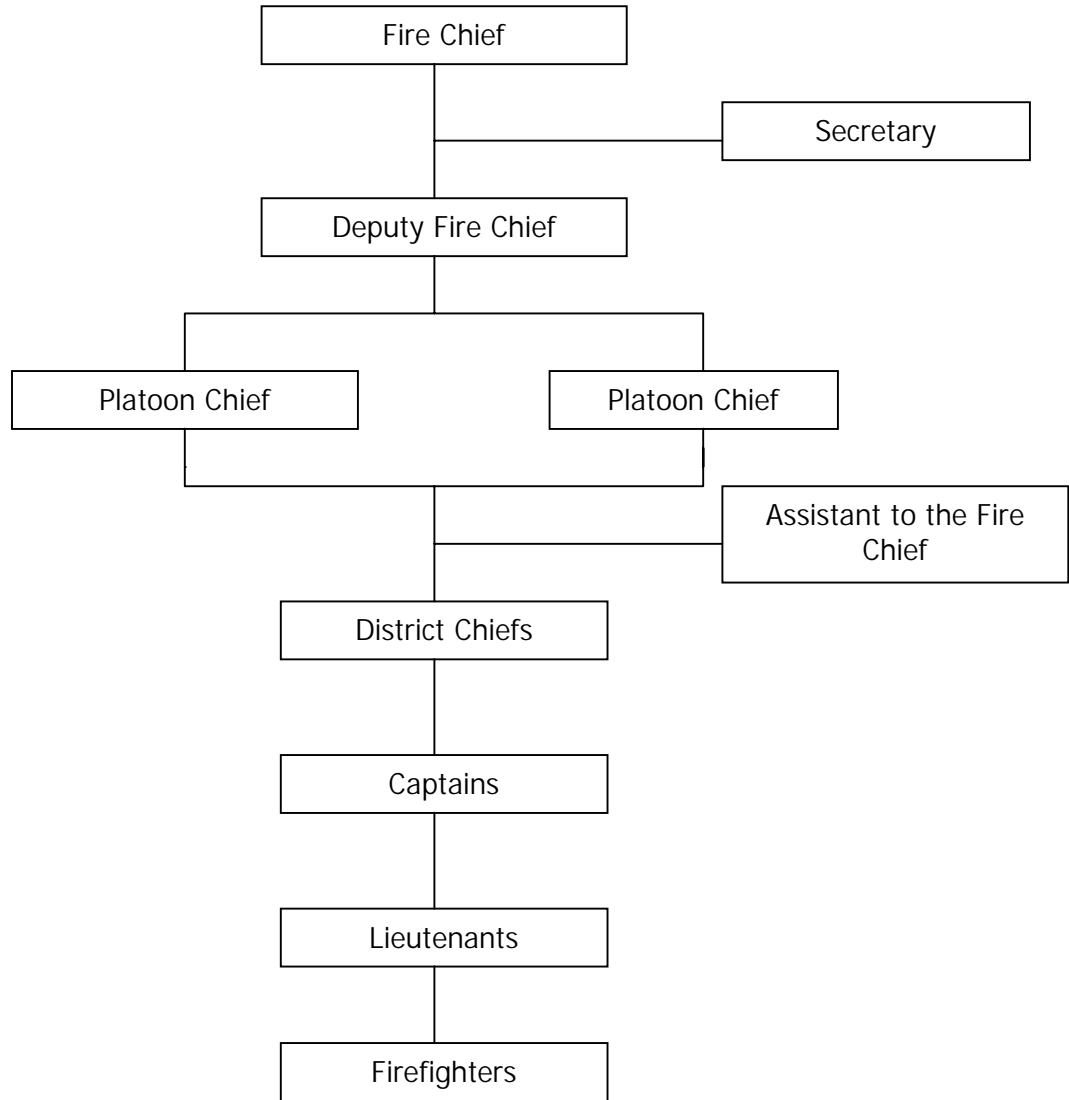 Fire Chief
Secretary
Deputy Fire Chief
Platoon Chief
Platoon Chief
Assistant to the Fire
Chief
District Chiefs
Captains
Lieutenants
Firefighters